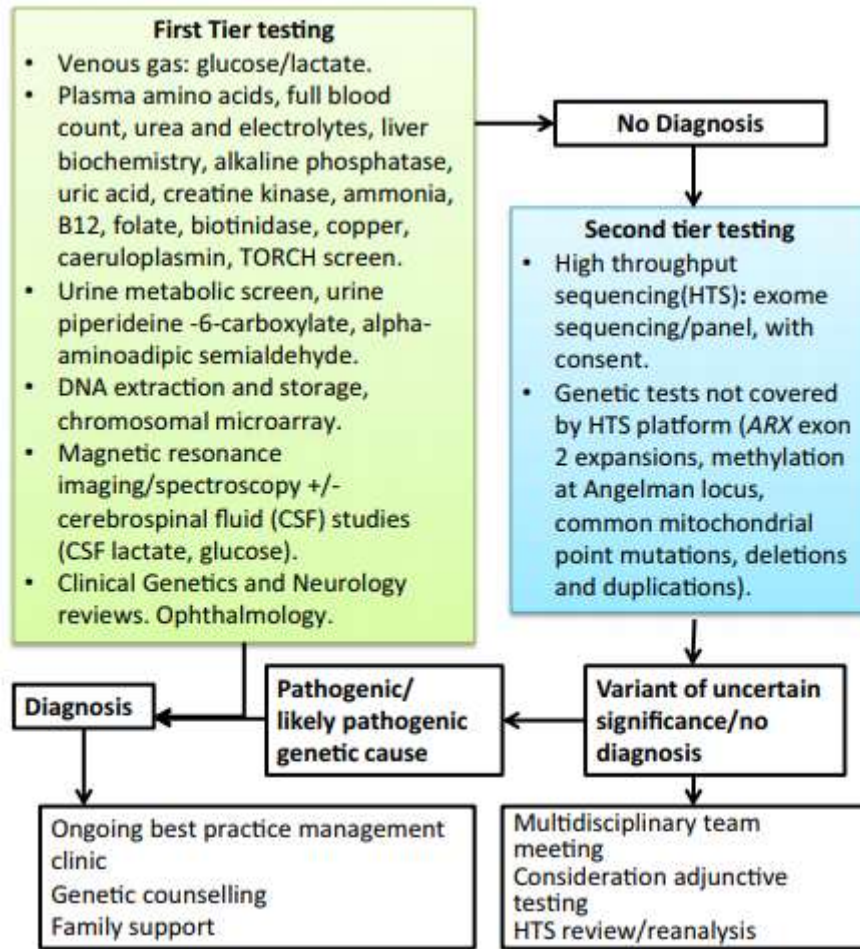 First Tier testing
• Venous gas: glucose/lactate.
• Plasma amino acids, full blood
count, urea and electrolytes, liver
biochemistry, alkaline phosphatase,
uric acid, creatine kinase, ammonia,
B12, folate, biotinidase, copper,
caeruloplasmin, TORCH screen.
• Urine metabolic screen, urine
piperideine -6-carboxylate, alpha-
aminoadipic semialdehyde.
• DNA extraction and storage,
chromosomal microarray.
• Magnetic resonance
imaging/spectroscopy +/-
cerebrospinal fluid (CSF) studies
(CSF lactate, glucose).
• Clinical Genetics and Neurology
reviews. Ophthalmology.
No Diagnosis
Second tier testing
• High throughput
sequencing(HTS): exome
sequencing/panel, with
consent.
• Genetic tests not covered
by HTS platform (ARX exon
2 expansions, methylation
at Angelman locus,
common mitochondrial
point mutations, deletions
and duplications).
Diagnosis
Pathogenic/
likely pathogenic
genetic cause
Variant of uncertain
significance/no
diagnosis
Ongoing best practice management
clinic
Genetic counselling
Family support
Multidisciplinary team
meeting
Consideration adjunctive
testing
HTS review/reanalysis